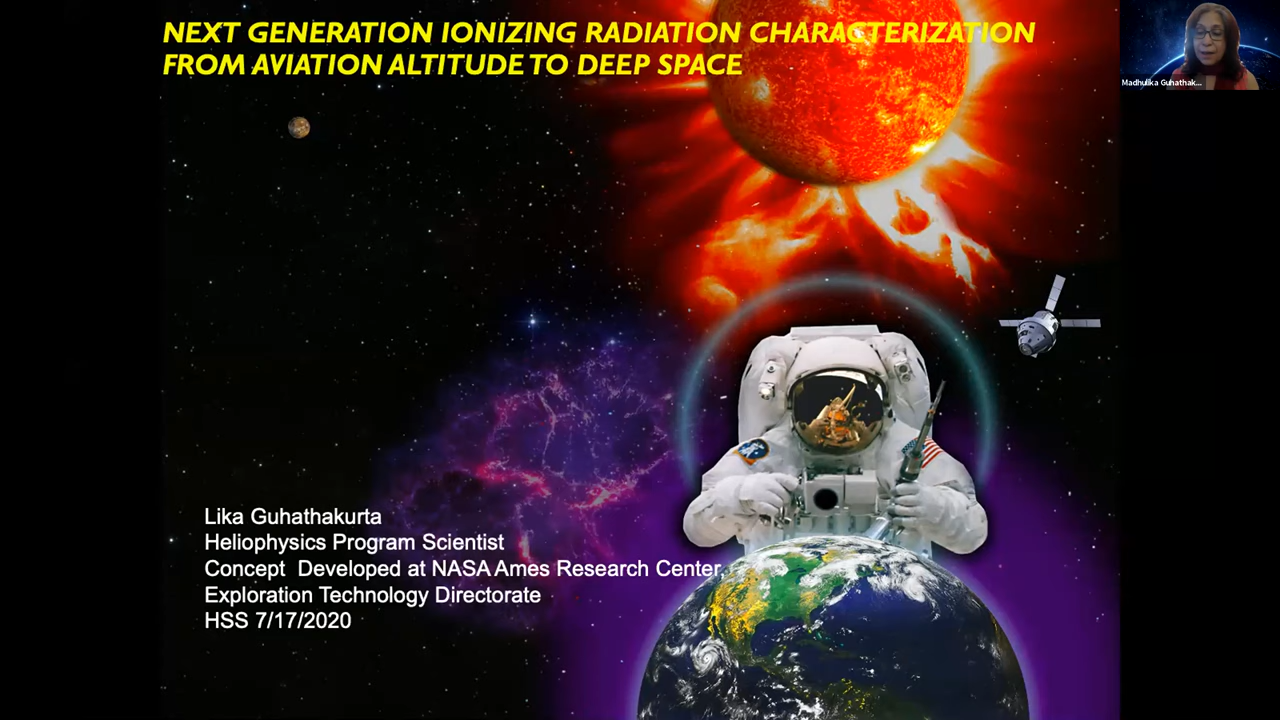 NEXT GENERATION IONIZING RADIATION CHARACTERIZATION
FROM AVIATION ALTITUDE TO DEEP SPACE
Madhulika Guhathak...
Lika Guhathakurta
Heliophysics Program Scientist
Concept  Developed at NASA Ames Research Center,
Exploration Technology Directorate
HSS 7/17/2020